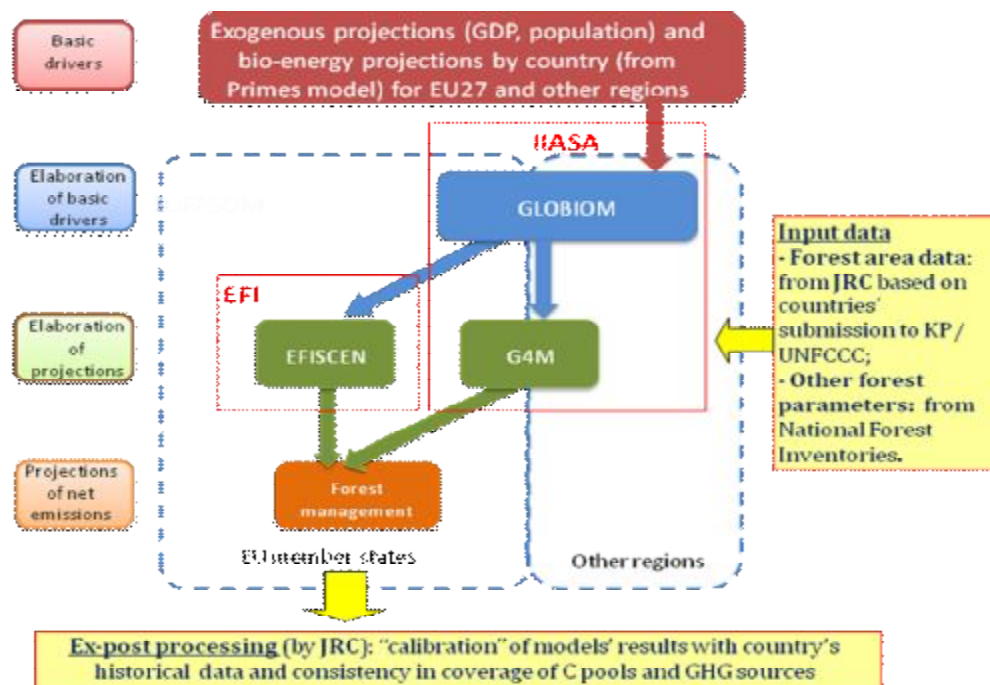 Basic
drivers
Exogenous projections (GDP, population) and
bio-energy projections by country (from
Primes model) for EU27 and other regions
IIASA
Elaboration
of basic
drivers
GLOBIOM
Input data
- Forest area data:
from JRC based on
countries'
submission to KP /
UNFCCC;
- Other forest
parameters: from
National Forest
Inventories.
EFI
Elaboration
of
projections
EFISCEN
G4M
Projections
of net
emissions
Forest
management
EU member states
Other regions
Ex-post processing (by JRC): "calibration" of models' results with country's
historical data and consistency in coverage of C pools and GHG sources